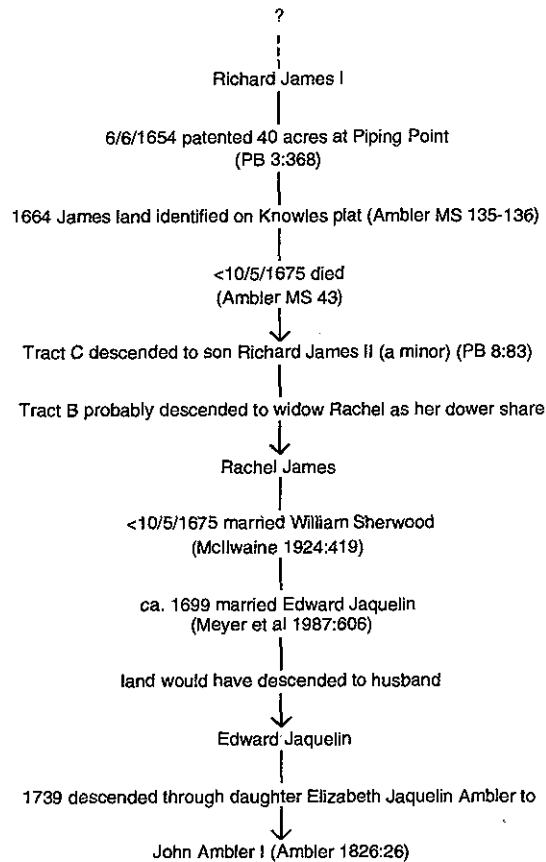 ?
Richard James I
6/6/1654 patented 40 acres at Piping Point
(PB 3:368)
1664 James land identified on Knowles plat (Ambler MS 135-136)
<10/5/1675 died
(Ambler MS 43)
Tract C descended to son Richard James II (a minor) (PB 8:83)
Tract B probably descended to widow Rachel as her dower share
Rachel James
<10/5/1675 married William Sherwood
(McIlwaine 1924:419)
ca. 1699 married Edward Jaquelin
(Meyer et al 1987:606)
land would have descended to husband
Edward Jaquelin
1739 descended through daughter Elizabeth Jaquelin Ambler to
John Ambler I (Ambler 1826:26)